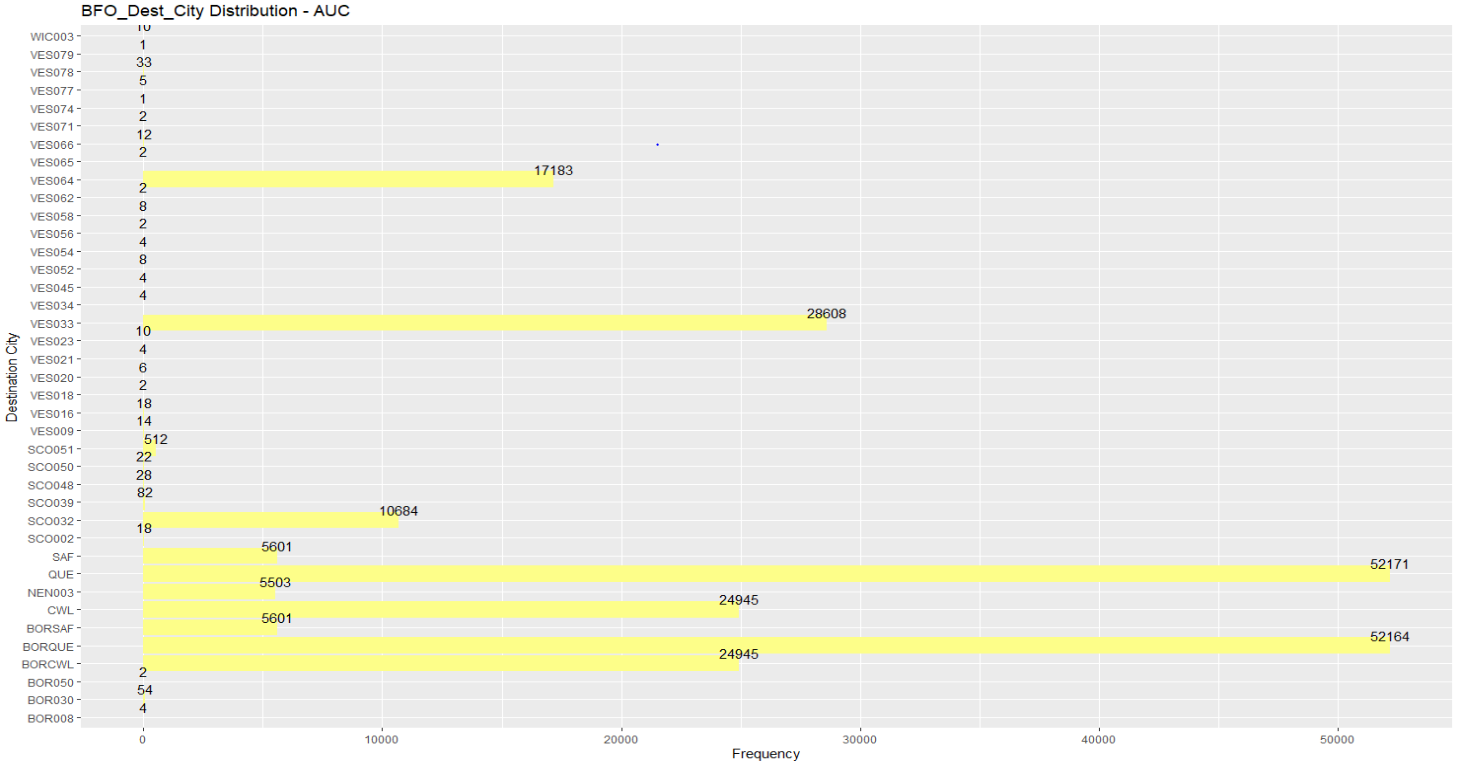 BFO_Dest_City Distribution - AUC
WIC003 10
VES079 1
VES078 33
VES077 5
VES074 1
VES071 2
VES066 12
VES065 2
VES064 17183
VES062 2
VES058 8
VES056 2
VES054 4
VES052 8
VES045 4
VES034 4
VES033 28608
VES023 10
VES021 4
VES020 6
VES018 2
VES016 18
VES009 14
SCO051 512
SCO050 22
SCO048 28
SCO039 82
SCO032 10684
SCO002 18
SAF 5601
QUE 52171
NEN003 5503
CWL 24945
BORSAF 5601
BORQUE 52164
BORCWL 24945
BOR050 2
BOR030 54
BOR008 4
0 10000 20000 30000 40000 50000
Frequency
Destination City